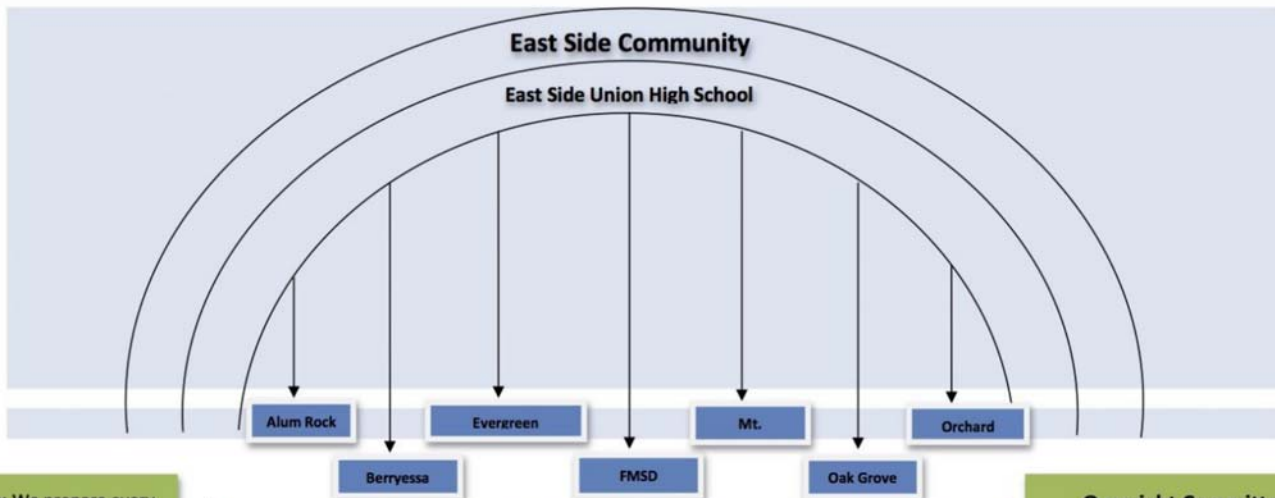 East Side Community
East Side Union High School
Alum Rock
Evergreen
Mt.
Orchard
Berryessa
FMSD
Oak Grove
We prepare every